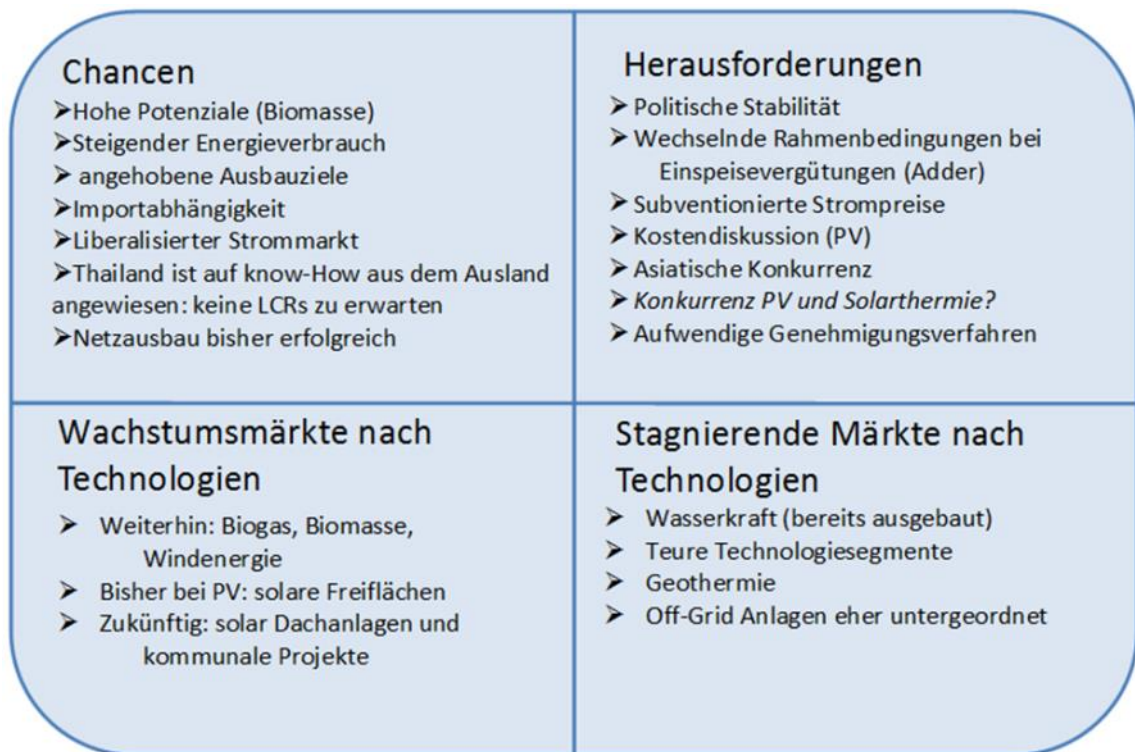 Chancen
➢Hohe Potenziale (Biomasse)
➢Steigender Energieverbrauch
➢ angehobene Ausbauziele
➢Importabhängigkeit
➢Liberalisierter Strommarkt
➢Thailand ist auf know-How aus dem Ausland
angewiesen: keine LCRs zu erwarten
➢Netzausbau bisher erfolgreich
Herausforderungen
➢ Politische Stabilität
➢ Wechselnde Rahmenbedingungen bei
Einspeisevergütungen (Adder)
➢ Subventionierte Strompreise
➢ Kostendiskussion (PV)
➢ Asiatische Konkurrenz
➢ Konkurrenz PV und Solarthermie?
➢ Aufwendige Genehmigungsverfahren
Wachstumsmärkte nach
Technologien
➢ Weiterhin: Biogas, Biomasse,
Windenergie
➢ Bisher bei PV: solare Freiflächen
➢ Zukünftig: solar Dachanlagen und
kommunale Projekte
Stagnierende Märkte nach
Technologien
➢ Wasserkraft (bereits ausgebaut)
➢ Teure Technologiesegmente
➢ Geothermie
➢ Off-Grid Anlagen eher untergeordnet